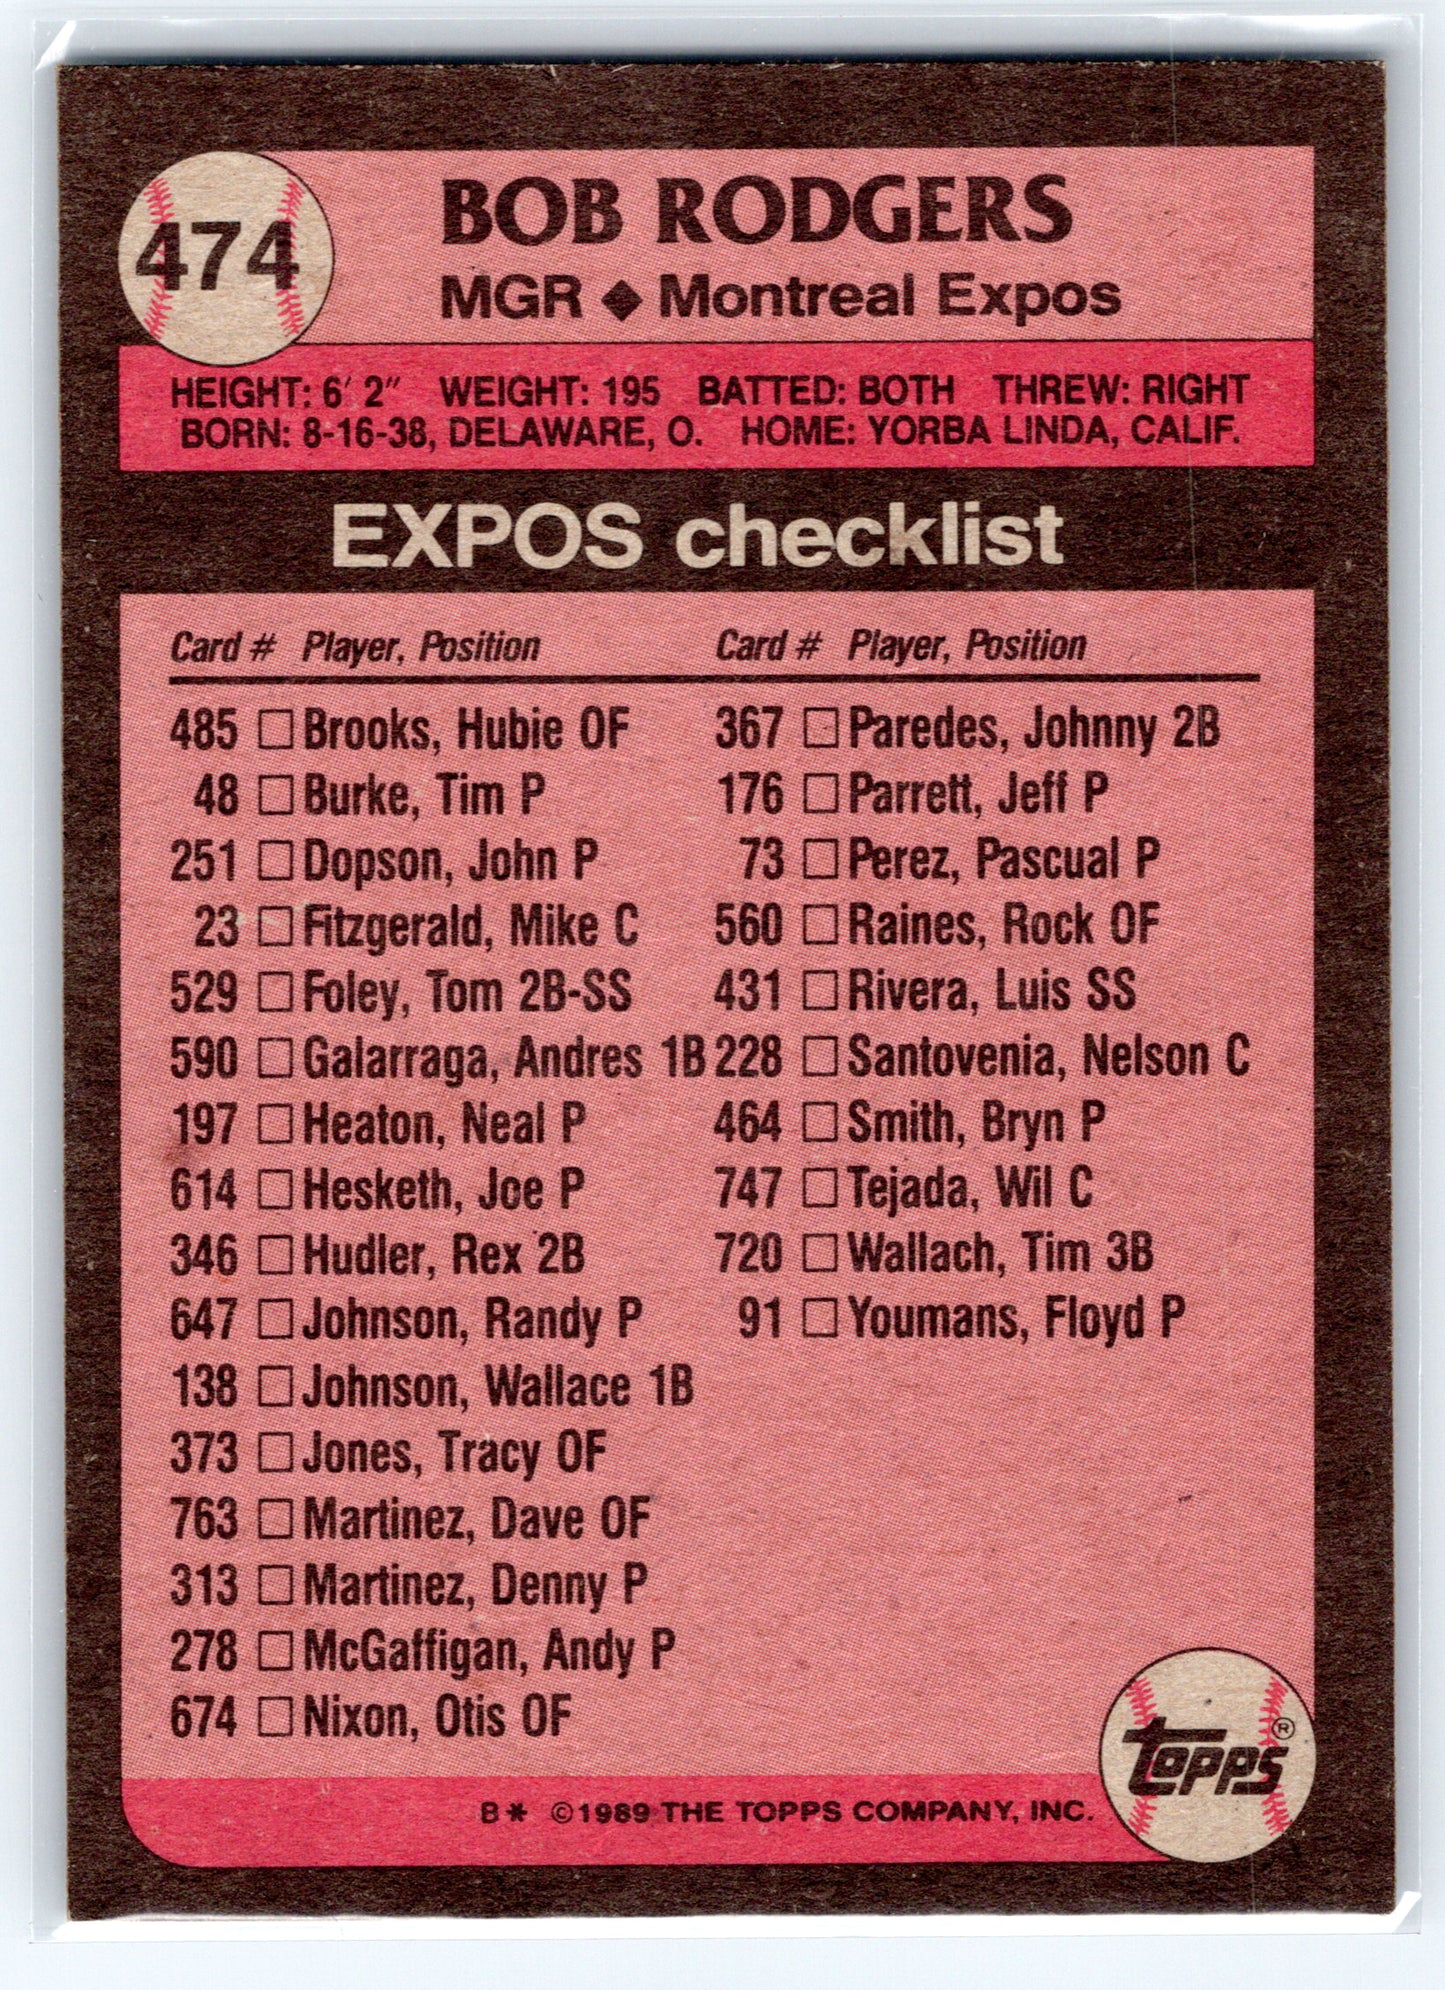 474
BOB RODGERS
MGR ◆ Montreal Expos
HEIGHT: 6' 2" WEIGHT: 195 BATTED: BOTH THREW: RIGHT
BORN: 8-16-38, DELAWARE, O. HOME: YORBA LINDA, CALIF.
EXPOS checklist
Card # Player, Position
485 □ Brooks, Hubie OF
48 □ Burke, Tim P
251 □ Dopson, John P
23 □ Fitzgerald, Mike C
529 □ Foley, Tom 2B-SS
590 □ Galarraga, Andres 1B
197 □ Heaton, Neal P
614 □ Hesketh, Joe P
346 □ Hudler, Rex 2B
647 □ Johnson, Randy P
138 □ Johnson, Wallace 1B
373 □ Jones, Tracy OF
763 □ Martinez, Dave OF
313 □ Martinez, Denny P
278 □ McGaffigan, Andy P
674 □ Nixon, Otis OF
Card # Player, Position
367 □ Paredes, Johnny 2B
176 □ Parrett, Jeff P
73 □ Perez, Pascual P
560 □ Raines, Rock OF
431 □ Rivera, Luis SS
228 □ Santovenia, Nelson C
464 □ Smith, Bryn P
747 □ Tejada, Wil C
720 □ Wallach, Tim 3B
91 □ Youmans, Floyd P
topps®
B* ©1989 THE TOPPS COMPANY, INC.